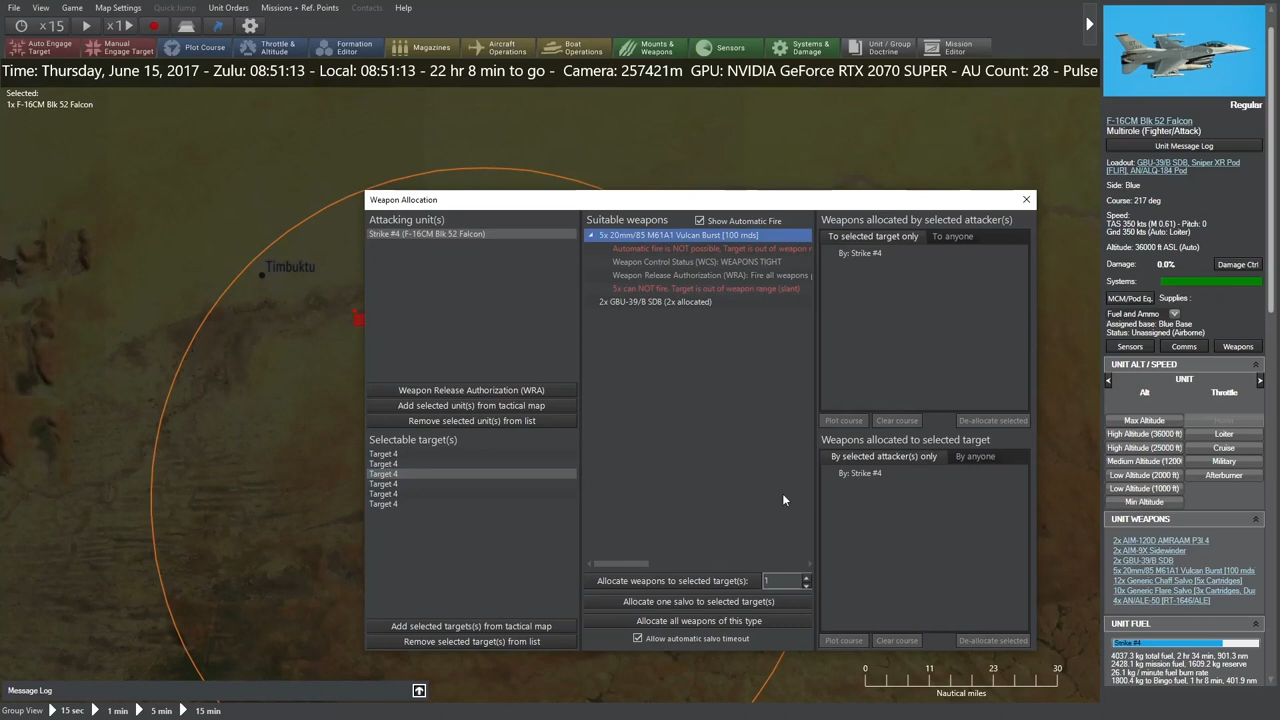 File View Game Map Settings Quick Jump Unit Orders Missions + Ref. Points Contacts Help
×15 ×1
Auto Engage Target
Manual Engage Target
Plot Course
Throttle & Altitude
Formation Editor
Magazines
Aircraft Operations
Boat Operations
Mounts & Weapons
Sensors
Systems & Damage
Unit / Group Doctrine
Mission Editor
Time: Thursday, June 15, 2017 - Zulu: 08:51:13 - Local: 08:51:13 - 22 hr 8 min to go - Camera: 257421m GPU: NVIDIA GeForce RTX 2070 SUPER - AU Count: 28 - Pulse
Selected:
1x F-16CM Blk 52 Falcon
Timbuktu
Weapon Allocation
Attacking unit(s)
Strike #4 (F-16CM Blk 52 Falcon)
Weapon Release Authorization (WRA)
Add selected unit(s) from tactical map
Remove selected unit(s) from list
Selectable target(s)
Target 4
Target 4
Target 4
Target 4
Target 4
Target 4
Add selected targets(s) from tactical map
Remove selected target(s) from list
Suitable weapons
Show Automatic Fire
5x 20mm/85 M61A1 Vulcan Burst [100 rnds]
Automatic fire is NOT possible, Target is out of weapon r
Weapon Control Status (WCS): WEAPONS TIGHT
Weapon Release Authorization (WRA): Fire all weapons
5x can NOT fire. Target is out of weapon range (slant)
2x GBU-39/B SDB (2x allocated)
Allocate weapons to selected target(s): 1
Allocate one salvo to selected target(s)
Allocate all weapons of this type
Allow automatic salvo timeout
Weapons allocated by selected attacker(s)
To selected target only To anyone
By: Strike #4
Plot course Clear course De-allocate selected
Weapons allocated to selected target
By selected attacker(s) only By anyone
By: Strike #4
Plot course Clear course De-allocate selected
0 11 23 30
Nautical miles
Message Log
Group View 15 sec 1 min 5 min 15 min
Regular
F-16CM Blk 52 Falcon
Multirole (Fighter/Attack)
Unit Message Log
Loadout: GBU-39/B SDB, Sniper XR Pod
[FLIR], AN/ALQ-184 Pod
Side: Blue
Course: 217 deg
Speed:
TAS 350 kts (M 0.61) - Pitch: 0
Gnd 350 kts (Auto: Loiter)
Altitude: 36000 ft ASL (Auto)
Damage: 0.0% Damage Ctrl
Systems:
MCM/Pod Eq. Supplies :
Fuel and Ammo
Assigned base: Blue Base
Status: Unassigned (Airborne)
Sensors Comms Weapons
UNIT ALT / SPEED
UNIT
Alt Throttle
Max Altitude
High Altitude (36000 ft) Loiter
High Altitude (25000 ft) Cruise
Medium Altitude (1200 Military
Low Altitude (2000 ft) Afterburner
Low Altitude (1000 ft)
Min Altitude
UNIT WEAPONS
2x AIM-120D AMRAAM P3I.4
2x AIM-9X Sidewinder
2x GBU-39/B SDB
5x 20mm/85 M61A1 Vulcan Burst [100 rnds
12x Generic Chaff Salvo [5x Cartridges]
10x Generic Flare Salvo [3x Cartridges, Dua
4x AN/ALE-50 [RT-1646/ALE]
UNIT FUEL
Strike #4
4037.3 kg total fuel, 2 hr 34 min, 901.3 nm
2428.1 kg mission fuel, 1609.2 kg reserve
26.1 kg / minute fuel burn rate
1800.4 kg to Bingo fuel, 1 hr 8 min, 401.9 nm